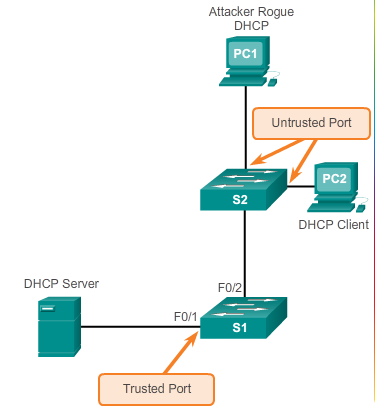 Attacker Rogue
DHCP
PC1
Untrusted Port
PC2
S2
DHCP Client
DHCP Server
F0/2
F0/1
S1
Trusted Port